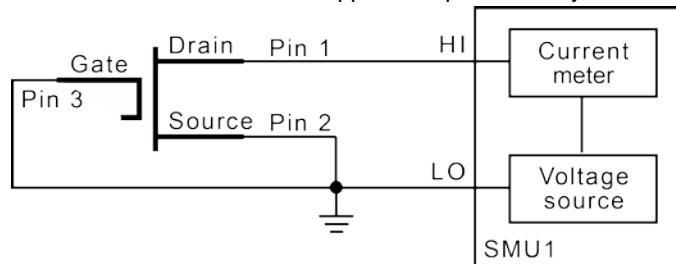 Drain
Pin 1
HI
Current
meter
Gate
Pin 3
Source
Pin 2
LO
Voltage
source
SMU1